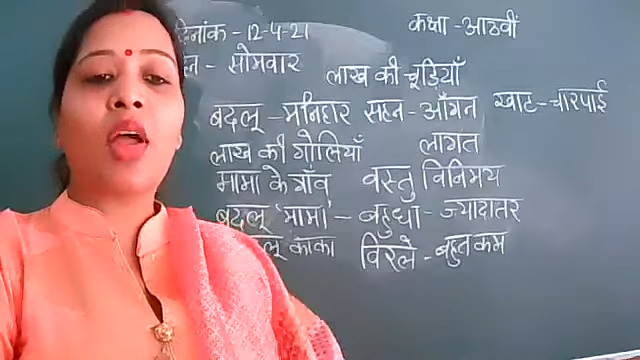 दिनांक - 12-4-21 कक्षा - आठवीं
सोमवार लाख की चूड़ियाँ
बदलू - मनिहार सहन - आँगन खाट - चारपाई
लाख की गोलियाँ लागत
मामा के गाँव वस्तु विनिमय
बदलू 'मामा' - बहुधा - ज्यादातर
काका विरले - बहुत कम